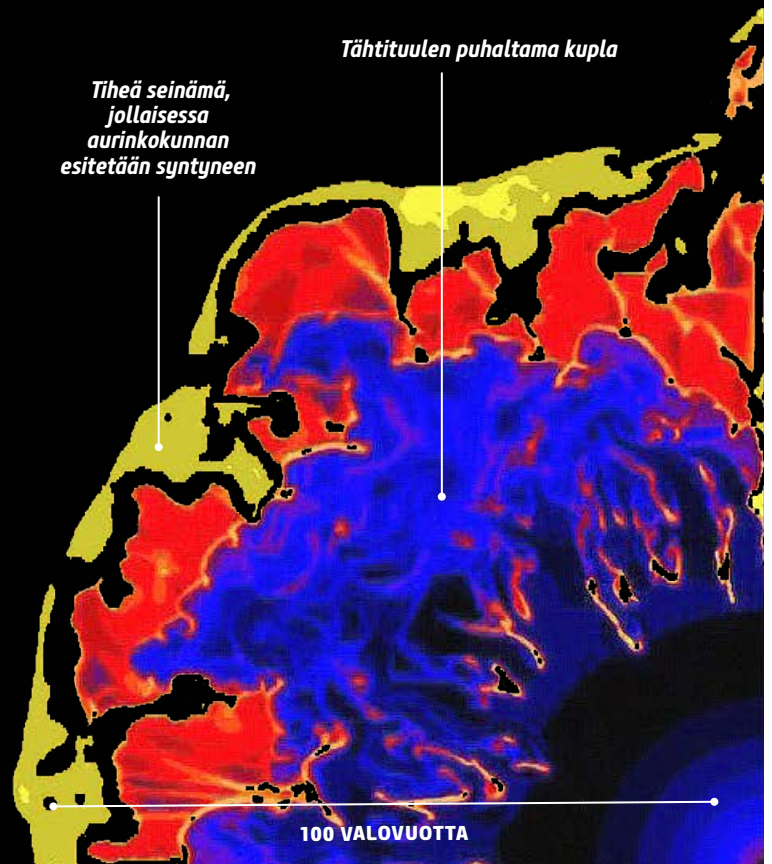 Tähtituulen puhaltama kupla
Tiheä seinämä,
jollaisessa
aurinkokunnan
esitetään syntyneen
100 VALOVUOTTA